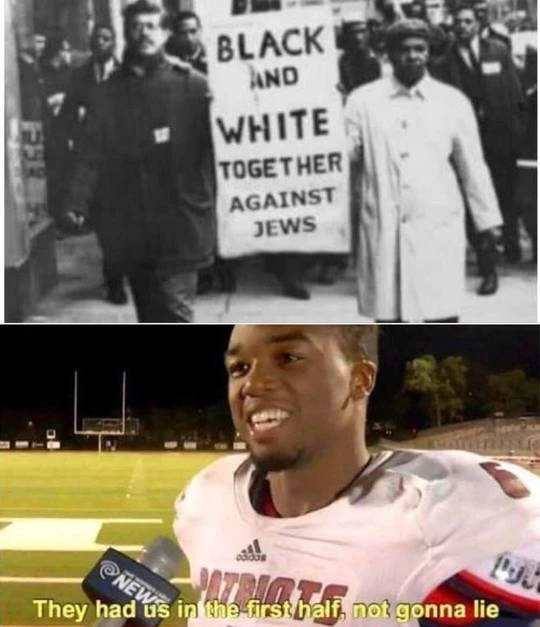 BLACK
AND
WHITE
TOGETHER
AGAINST
JEWS
adidas
PATRIOTS
NEWS
They had us in the first half, not gonna lie